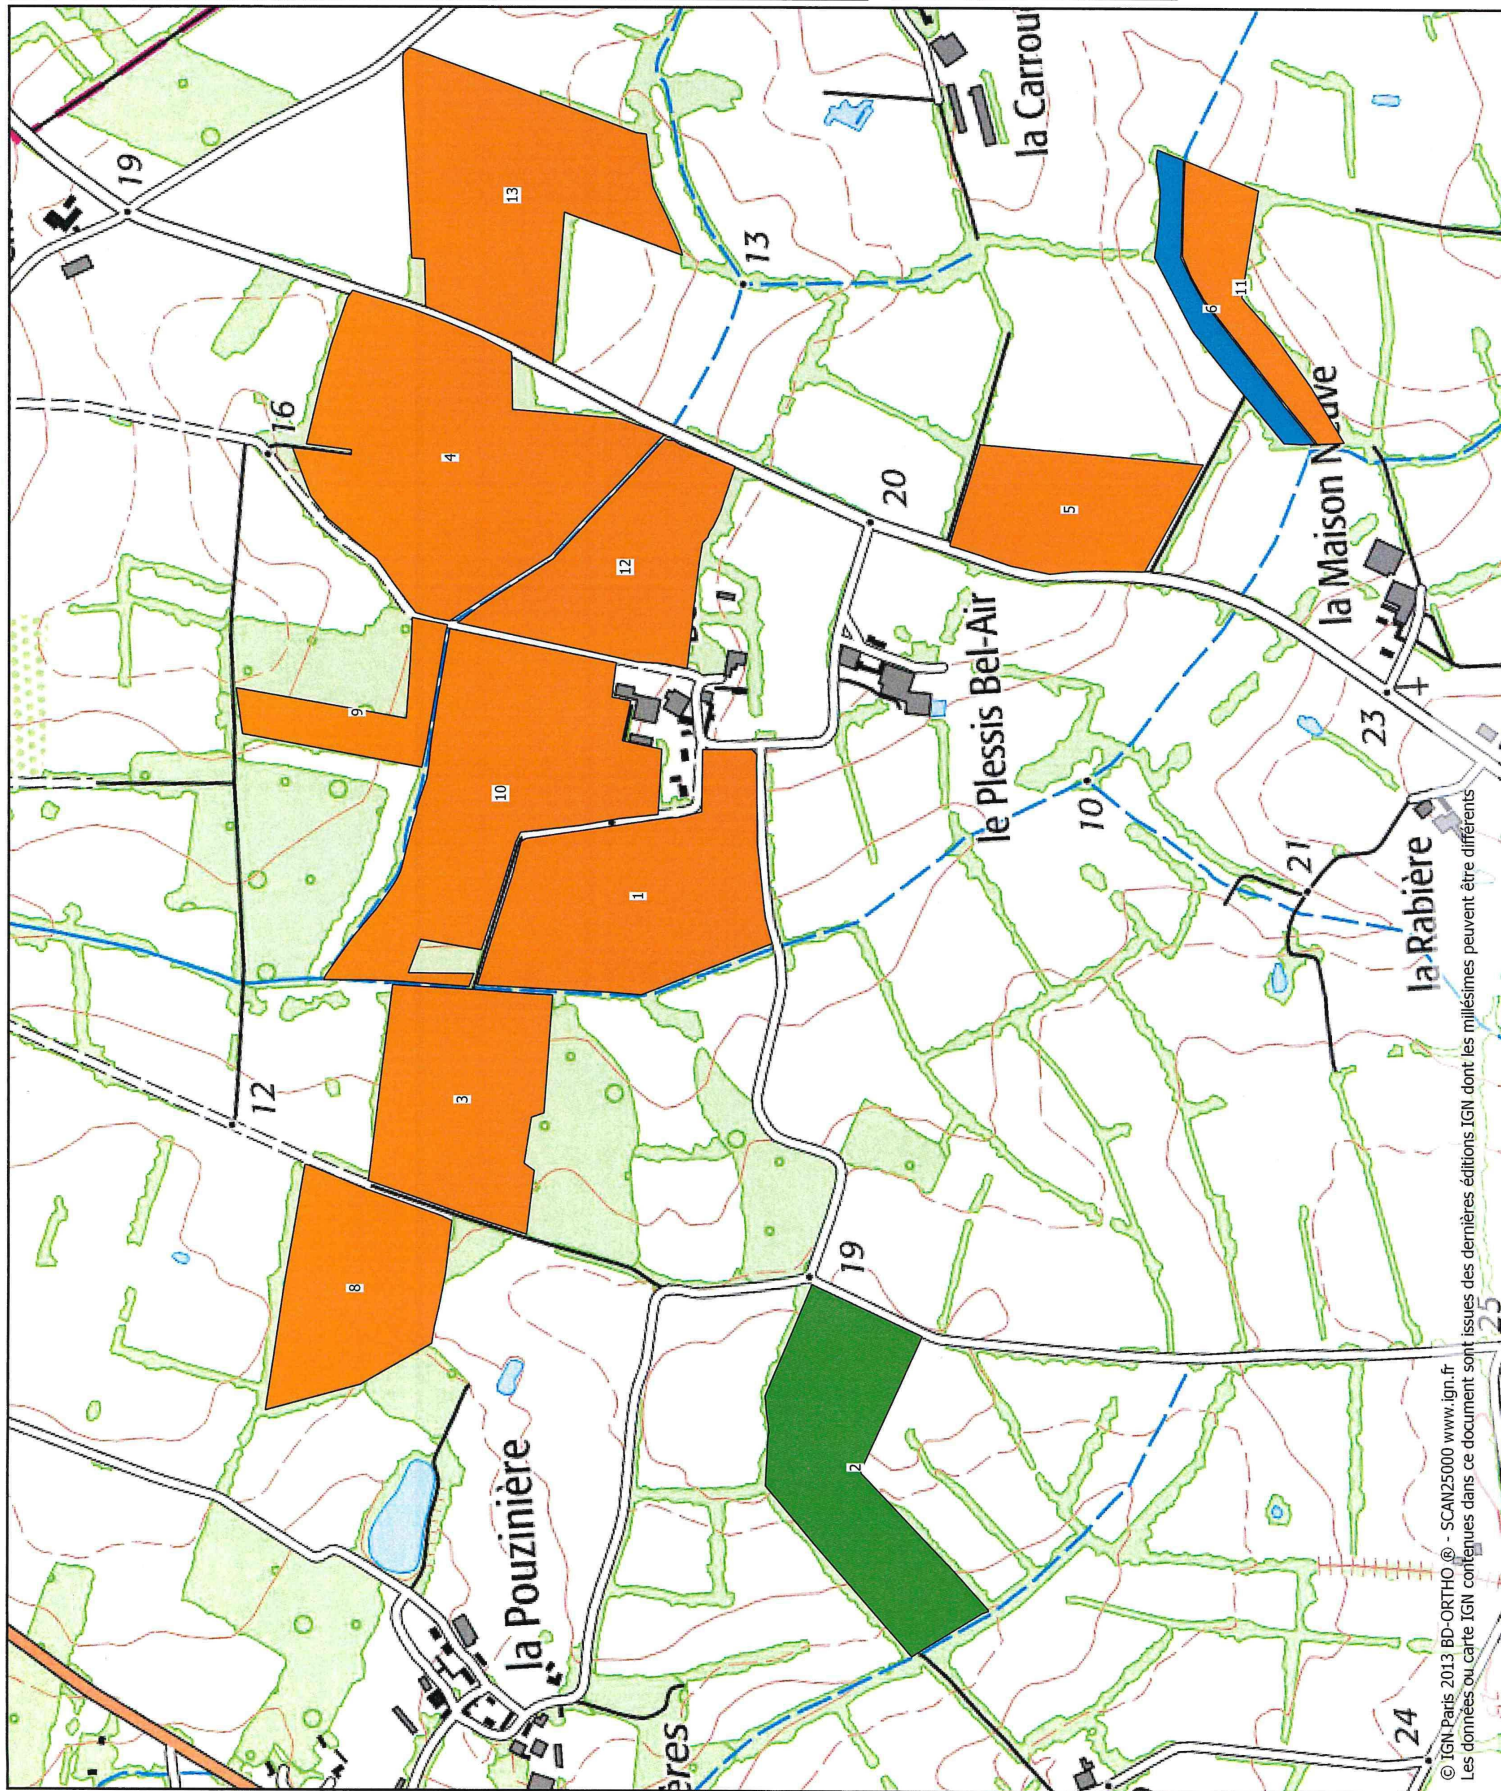 19
la Carrou
13
16
4
13
9
12
10
20
5
6
11
la Maison Neuve
le Plessis Bel-Air
1
23
10
21
la Rabière
12
3
8
19
2
la Pouzinière
ères
25
24
© IGN Paris 2013 BD-ORTHO ® - SCAN25000 www.ign.fr
Les données ou carte IGN contenues dans ce document sont issues des dernières éditions IGN dont les millésimes peuvent être différents